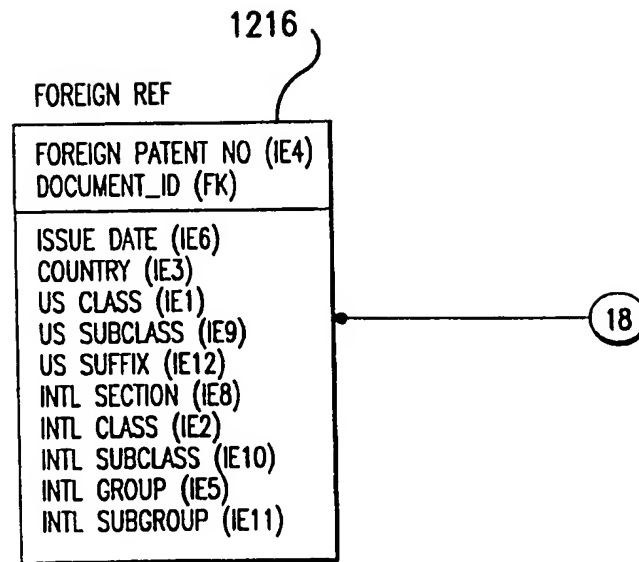 1216
FOREIGN REF
FOREIGN PATENT NO (IE4)
DOCUMENT_ID (FK)
ISSUE DATE (IE6)
COUNTRY (IE3)
US CLASS (IE1)
US SUBCLASS (IE9)
US SUFFIX (IE12)
INTL SECTION (IE8)
INTL CLASS (IE2)
INTL SUBCLASS (IE10)
INTL GROUP (IE5)
INTL SUBGROUP (IE11)
18